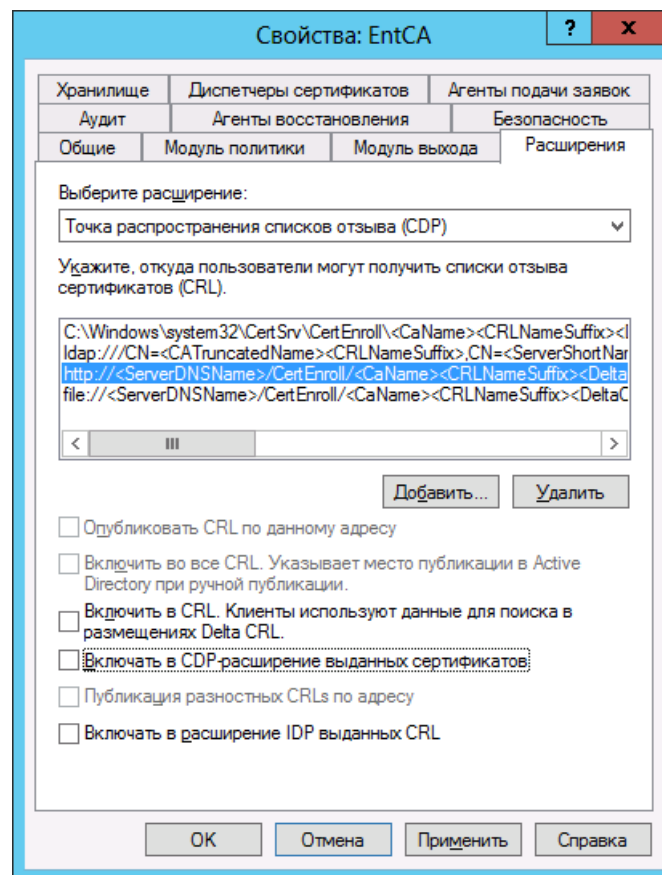 Свойства: EntCA
?
x
Хранилище
Диспетчеры сертификатов
Агенты подачи заявок
Аудит
Агенты восстановления
Безопасность
Общие
Модуль политики
Модуль выхода
Расширения
Выберите расширение:
Точка распространения списков отзыва (CDP)
Укажите, откуда пользователи могут получить списки отзыва
сертификатов (CRL).
C:\Windows\system32\CertSrv\CertEnroll\<CaName><CRLNameSuffix><
ldap:///CN=<CATruncatedName><CRLNameSuffix>,CN=<ServerShortNar
http://<ServerDNSName>/CertEnroll/<CaName><CRLNameSuffix><Delta
file://<ServerDNSName>/CertEnroll/<CaName><CRLNameSuffix><DeltaC
Добавить...
Удалить
Опубликовать CRL по данному адресу
Включить во все CRL. Указывает место публикации в Active
Directory при ручной публикации.
Включить в CRL. Клиенты используют данные для поиска в
размещениях Delta CRL.
Включать в CDP-расширение выданных сертификатов
Публикация разностных CRLs по адресу
Включать в расширение IDP выданных CRL
OK
Отмена
Применить
Справка